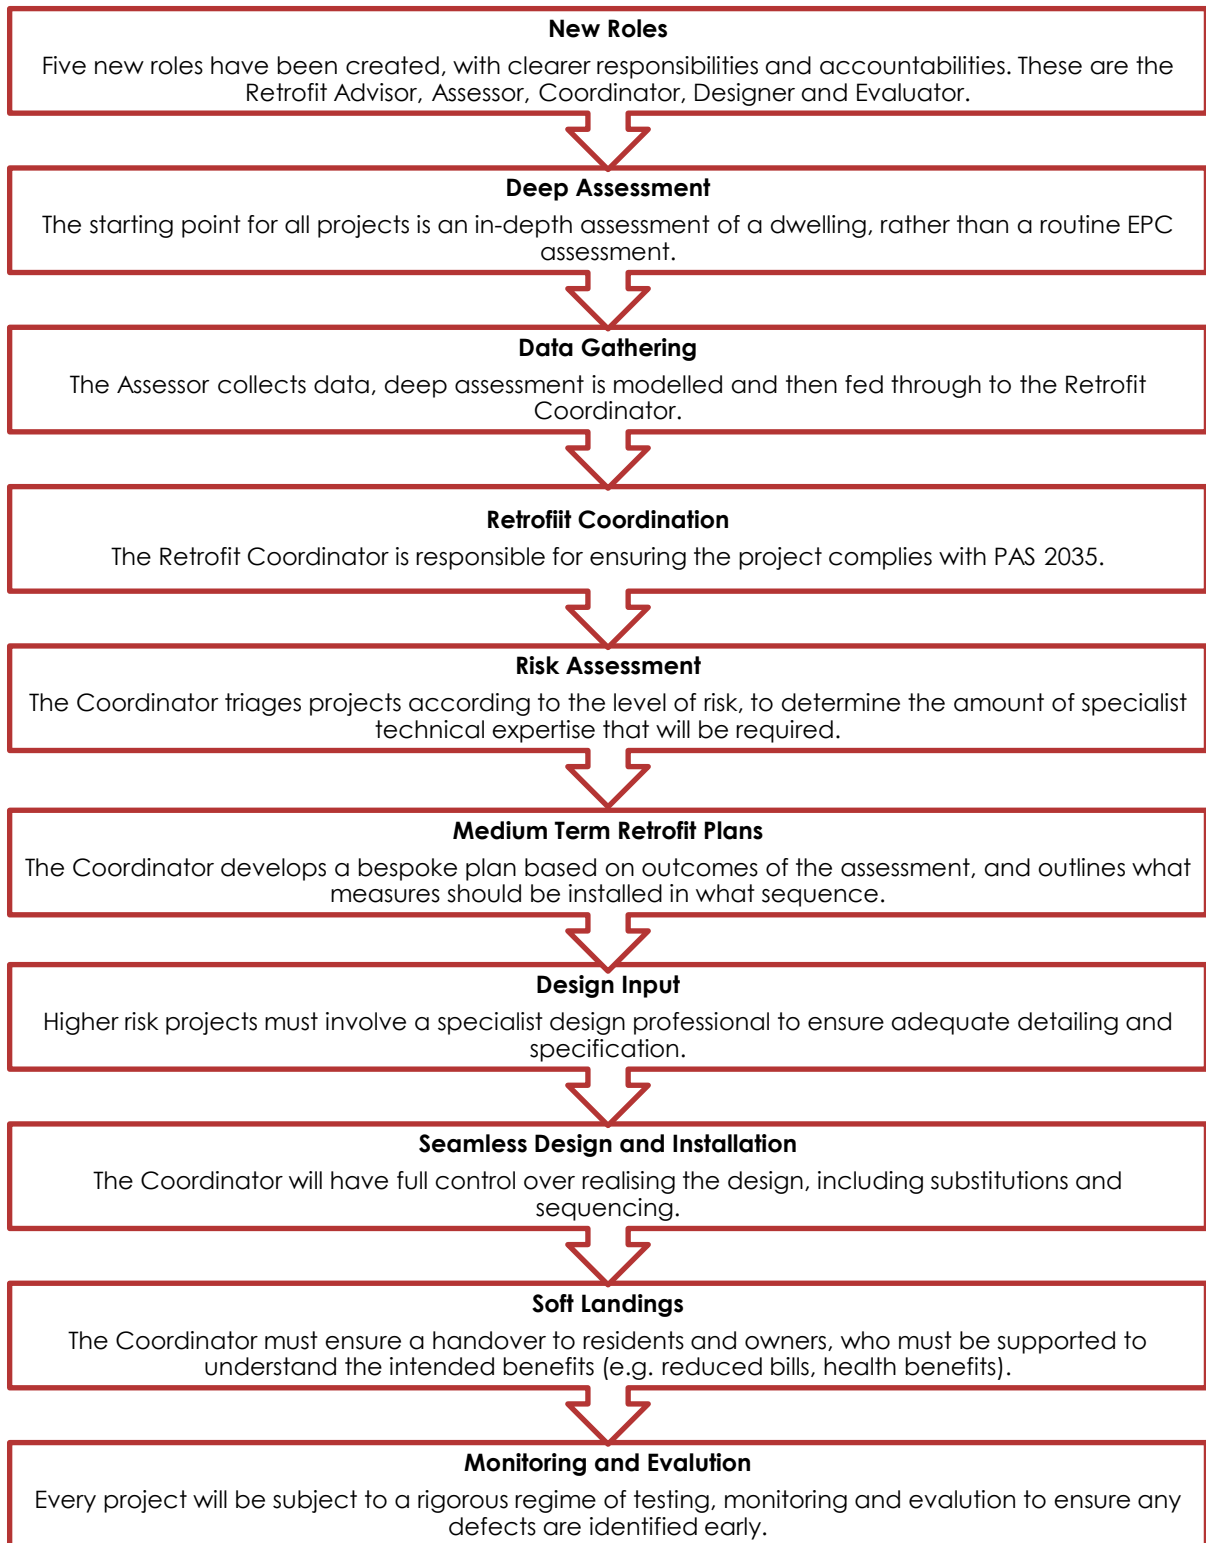 New Roles
Five new roles have been created, with clearer responsibilities and accountabilities. These are the
Retrofit Advisor, Assessor, Coordinator, Designer and Evaluator.
Deep Assessment
The starting point for all projects is an in-depth assessment of a dwelling, rather than a routine EPC
assessment.
Data Gathering
The Assessor collects data, deep assessment is modelled and then fed through to the Retrofit
Coordinator.
Retrofiit Coordination
The Retrofit Coordinator is responsible for ensuring the project complies with PAS 2035.
Risk Assessment
The Coordinator triages projects according to the level of risk, to determine the amount of specialist
technical expertise that will be required.
Medium Term Retrofit Plans
The Coordinator develops a bespoke plan based on outcomes of the assessment, and outlines what
measures should be installed in what sequence.
Design Input
Higher risk projects must involve a specialist design professional to ensure adequate detailing and
specification.
Seamless Design and Installation
The Coordinator will have full control over realising the design, including substitutions and
sequencing.
Soft Landings
The Coordinator must ensure a handover to residents and owners, who must be supported to
understand the intended benefits (e.g. reduced bills, health benefits).
Monitoring and Evalution
Every project will be subject to a rigorous regime of testing, monitoring and evalution to ensure any
defects are identified early.